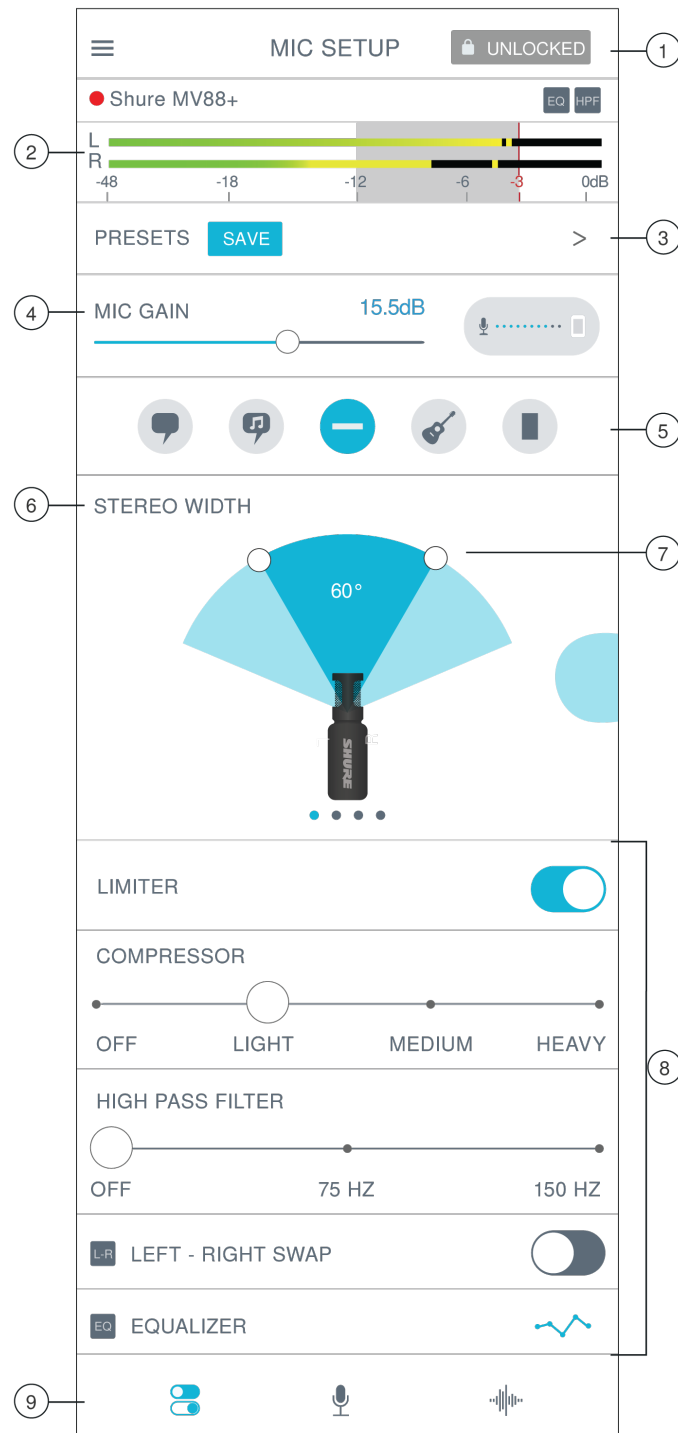 MIC SETUP UNLOCKED 1
Shure MV88+ EQ HPF
L
2
R
-48 -18 -12 -6 -3 0dB
PRESETS SAVE > 3
4 MIC GAIN 15.5dB
5
6 STEREO WIDTH
7
60°
SHURE
LIMITER
COMPRESSOR
OFF LIGHT MEDIUM HEAVY
8
HIGH PASS FILTER
OFF 75 HZ 150 HZ
L-R LEFT - RIGHT SWAP
EQ EQUALIZER
9